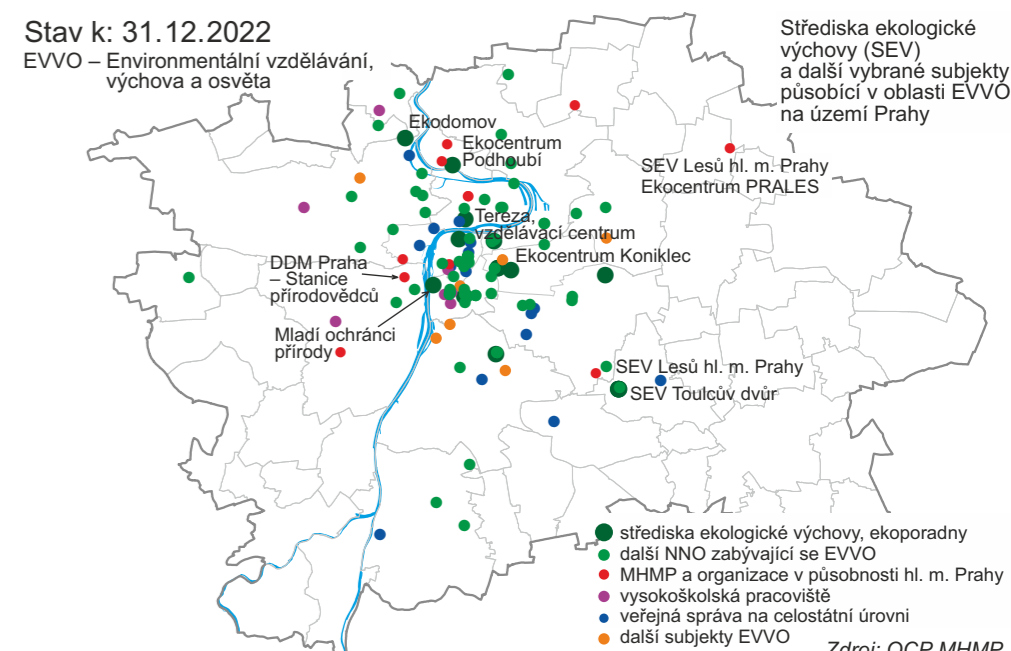 Stav k: 31.12.2022
EVVO – Environmentální vzdělávání,
výchova a osvěta
Střediska ekologické
výchovy (SEV)
a další vybrané subjekty
působící v oblasti EVVO
na území Prahy
Ekodomov
Ekocentrum
Podhoubí
SEV Lesů hl. m. Prahy
Ekocentrum PRALES
Tereza,
vzdělávací centrum
Ekocentrum Koniklec
DDM Praha
– Stanice
přírodovědců
Mladí ochránci
přírody
SEV Lesů hl. m. Prahy
SEV Toulcův dvůr
střediska ekologické výchovy, ekoporadny
další NNO zabývající se EVVO
MHMP a organizace v působnosti hl. m. Prahy
vysokoškolská pracoviště
veřejná správa na celostátní úrovni
další subjekty EVVO
Zdroj: OCP MHMP